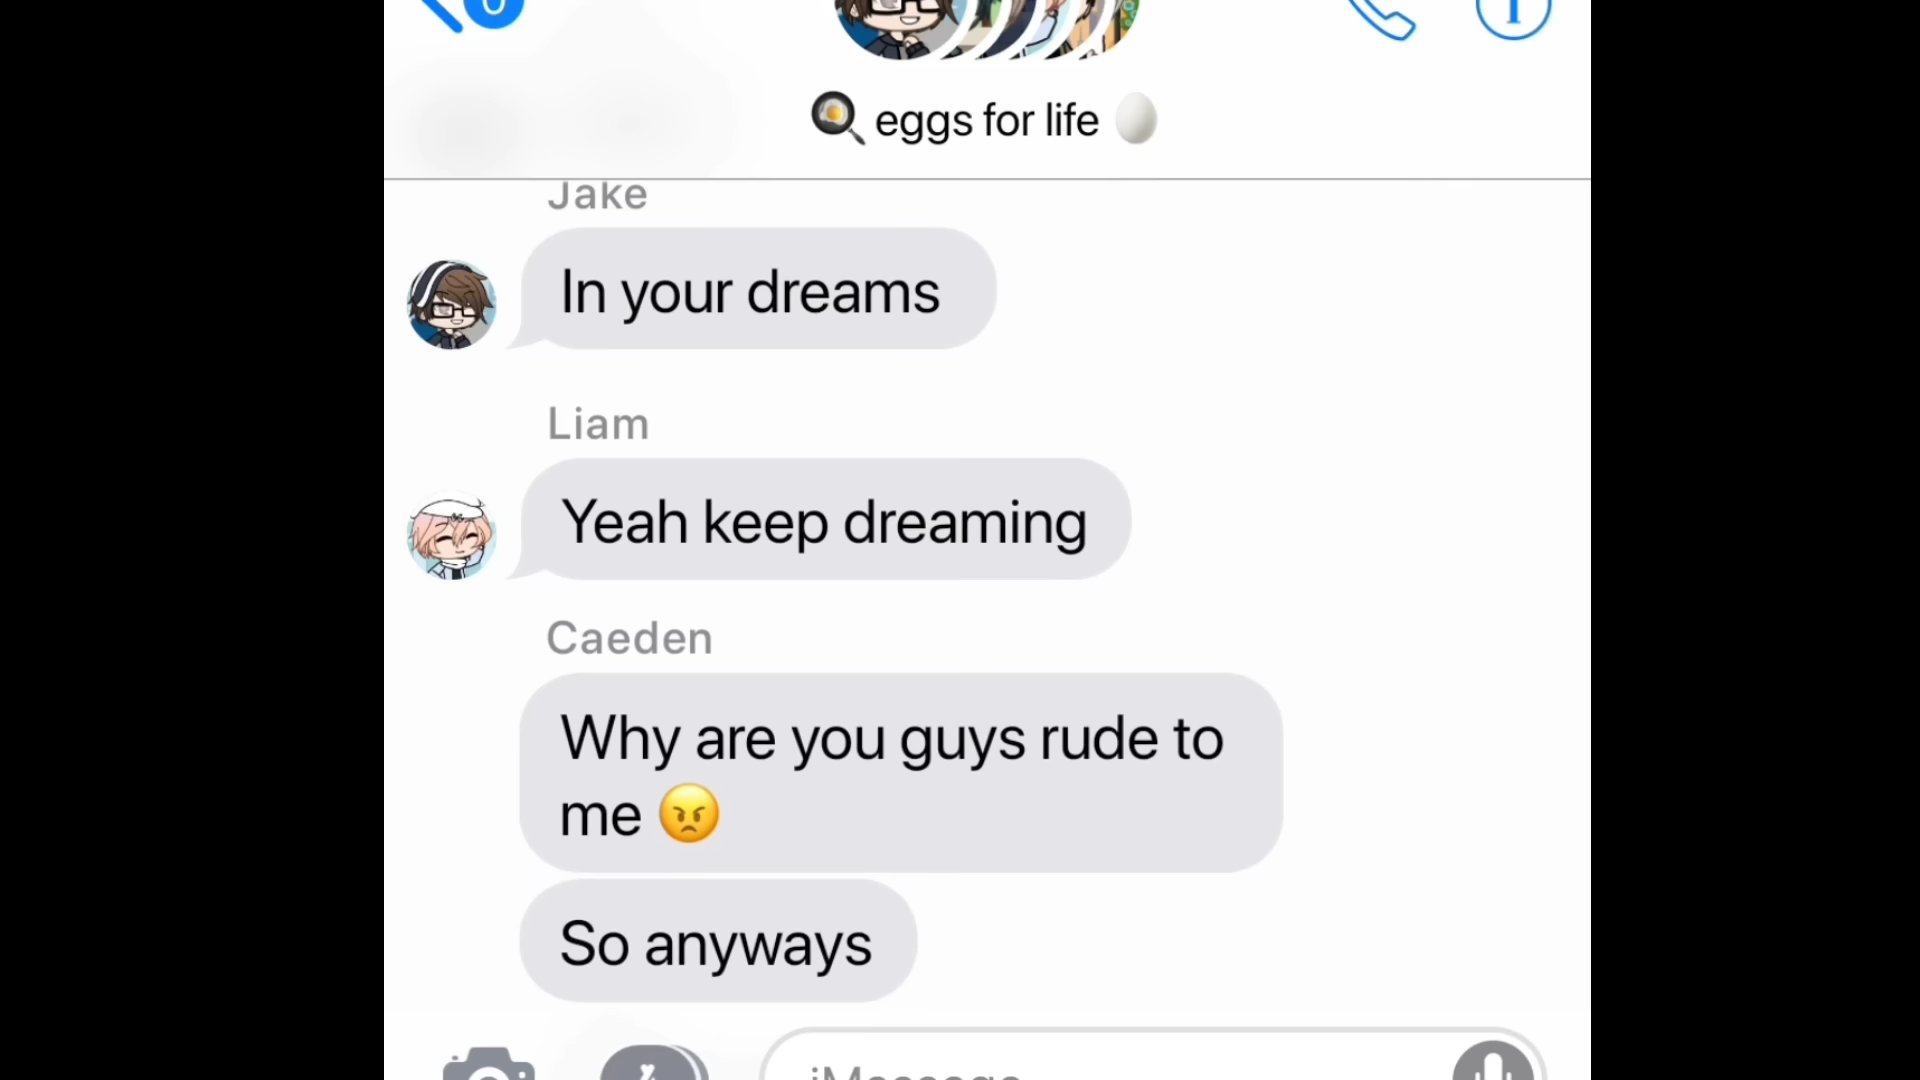 🍳 eggs for life 🥚
Jake
In your dreams
Liam
Yeah keep dreaming
Caeden
Why are you guys rude to
me 😠
So anyways
iMessage